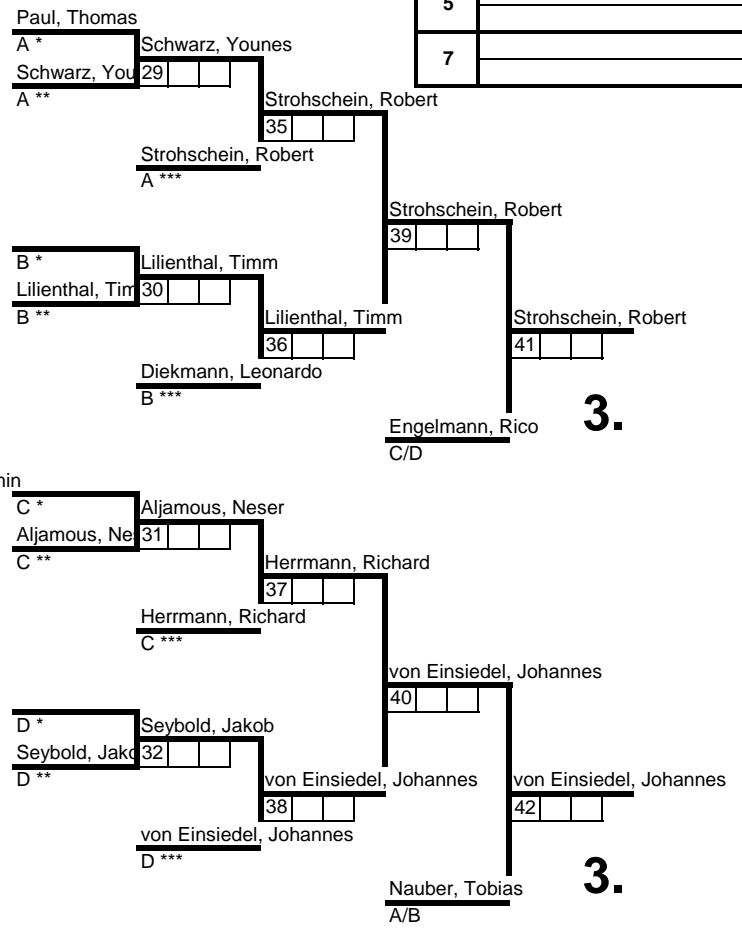 Paul, Thomas
5
A *
Schwarz, Younes
7
Schwarz, You
29
A **
Strohschein, Robert
35
Strohschein, Robert
A ***
Strohschein, Robert
39
B *
Lilienthal, Timm
Lilienthal, Tim
30
B **
Lilienthal, Timm
Strohschein, Robert
36
41
Diekmann, Leonardo
B ***
3.
Engelmann, Rico
C/D
C *
Aljamous, Neser
Aljamous, Ne
31
C **
Herrmann, Richard
37
Herrmann, Richard
C ***
von Einsiedel, Johannes
40
D *
Seybold, Jakob
Seybold, Jak
32
D **
von Einsiedel, Johannes
von Einsiedel, Johannes
38
42
von Einsiedel, Johannes
D ***
3.
Nauber, Tobias
A/B